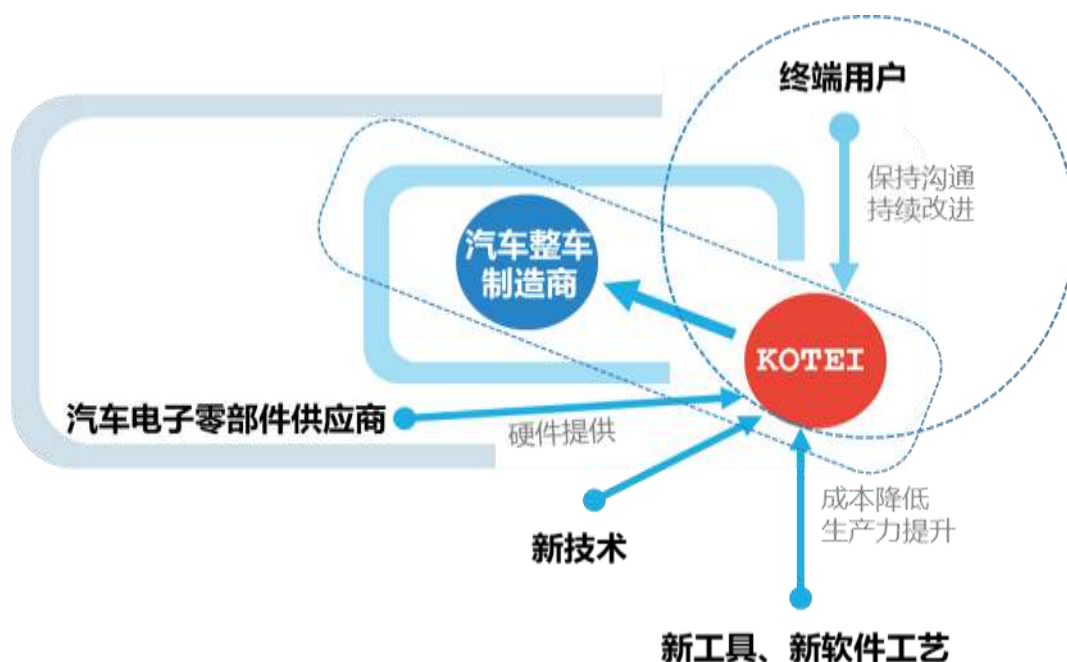 终端用户
保持沟通
持续改进
汽车整车
制造商
KOTEI
汽车电子零部件供应商
硬件提供
成本降低
生产力提升
新技术
新工具、新软件工艺